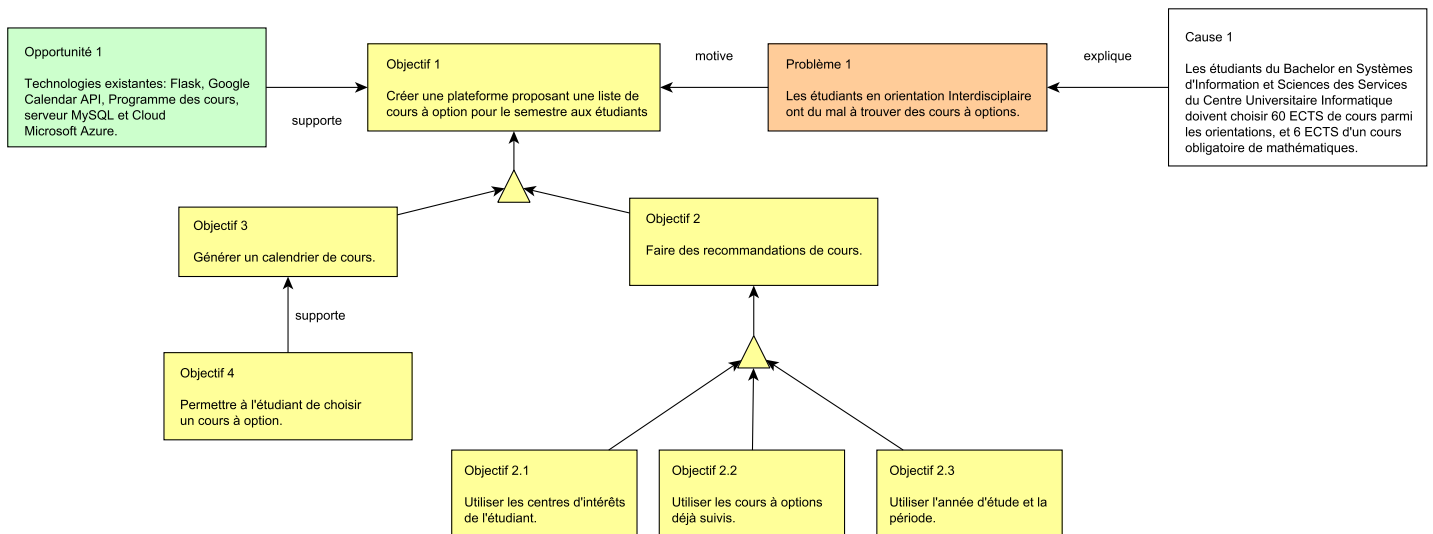 Opportunité 1
Technologies existantes: Flask, Google
Calendar API, Programme des cours,
serveur MySQL et Cloud
Microsoft Azure.
supporte
Objectif 1
Créer une plateforme proposant une liste de
cours à option pour le semestre aux étudiants
motive
Problème 1
Les étudiants en orientation Interdisciplaire
ont du mal à trouver des cours à options.
explique
Cause 1
Les étudiants du Bachelor en Systèmes
d'Information et Sciences des Services
du Centre Universitaire Informatique
doivent choisir 60 ECTS de cours parmi
les orientations, et 6 ECTS d'un cours
obligatoire de mathématiques.
Objectif 3
Générer un calendrier de cours.
Objectif 2
Faire des recommandations de cours.
supporte
Objectif 4
Permettre à l'étudiant de choisir
un cours à option.
Objectif 2.1
Utiliser les centres d'intérêts
de l'étudiant.
Objectif 2.2
Utiliser les cours à options
déjà suivis.
Objectif 2.3
Utiliser l'année d'étude et la
période.